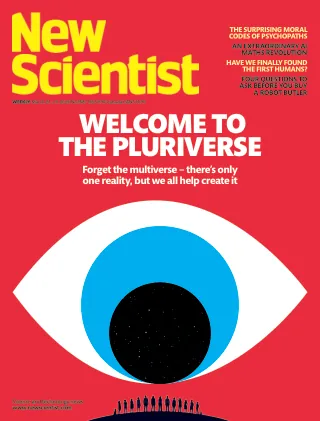 New
Scientist
THE SURPRISING MORAL
CODES OF PSYCHOPATHS
AN EXTRAORDINARY AI
MATHS REVOLUTION
HAVE WE FINALLY FOUND
THE FIRST HUMANS?
FOUR QUESTIONS TO
ASK BEFORE YOU BUY
A ROBOT BUTLER
WELCOME TO
THE PLURIVERSE
Forget the multiverse – there's only
one reality, but we all help create it